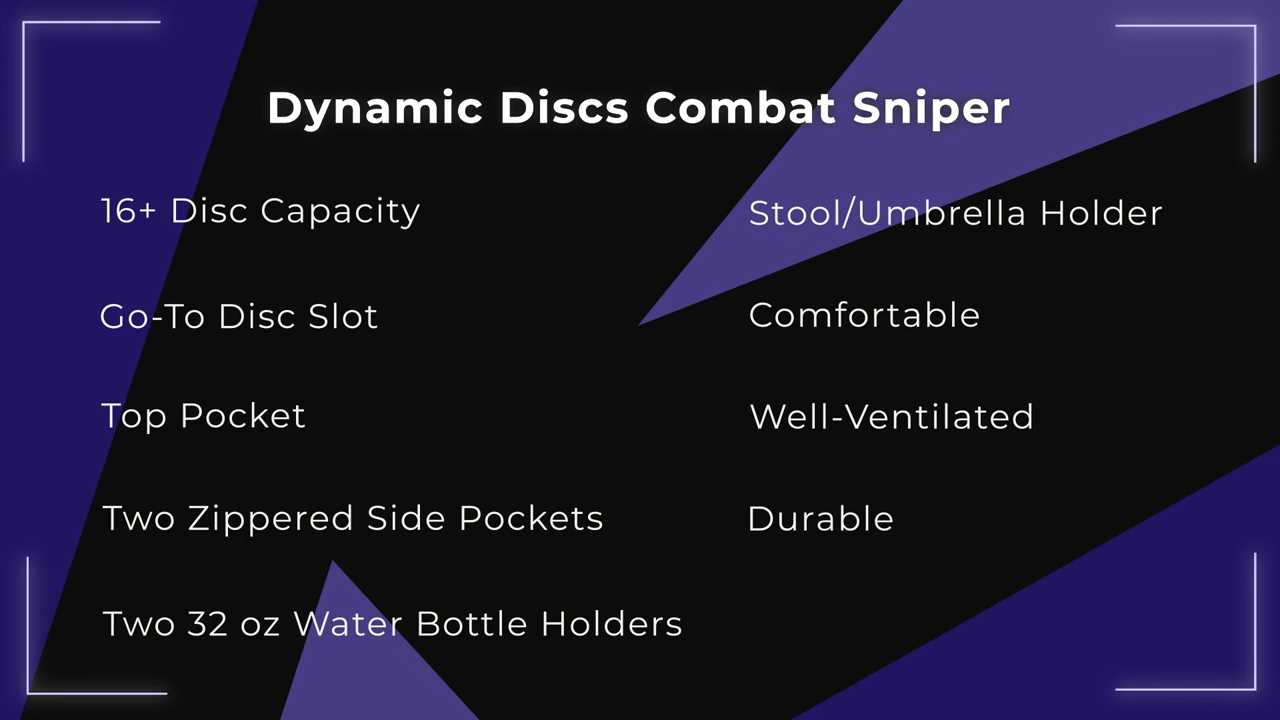 Dynamic Discs Combat Sniper
16+ Disc Capacity
Go-To Disc Slot
Top Pocket
Two Zippered Side Pockets
Two 32 oz Water Bottle Holders
Stool/Umbrella Holder
Comfortable
Well-Ventilated
Durable